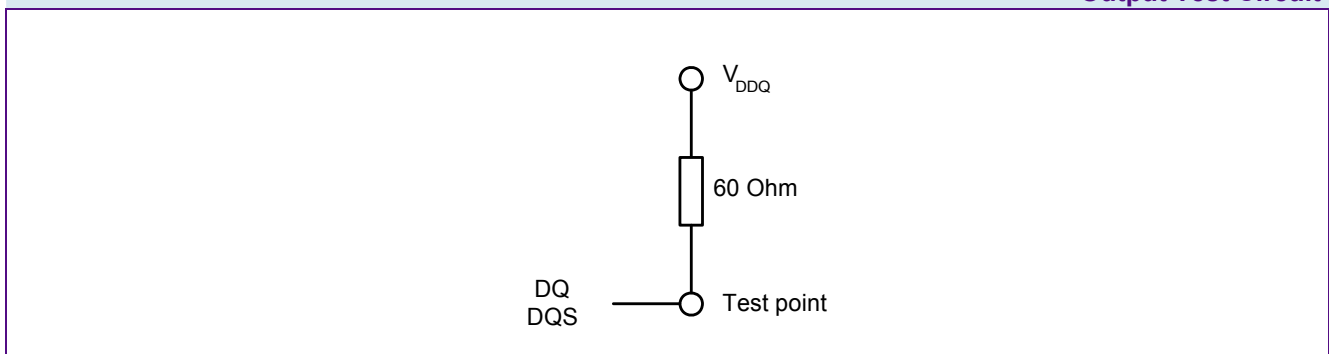 Output Test Circuit
VDDQ
60 Ohm
DQ
DQS
Test point